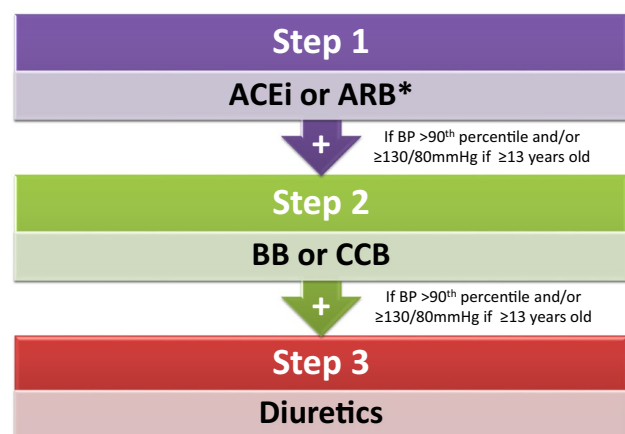 Step 1
ACEi or ARB*
+
If BP >90th percentile and/or
≥130/80mmHg if ≥13 years old
Step 2
BB or CCB
+
If BP >90th percentile and/or
≥130/80mmHg if ≥13 years old
Step 3
Diuretics